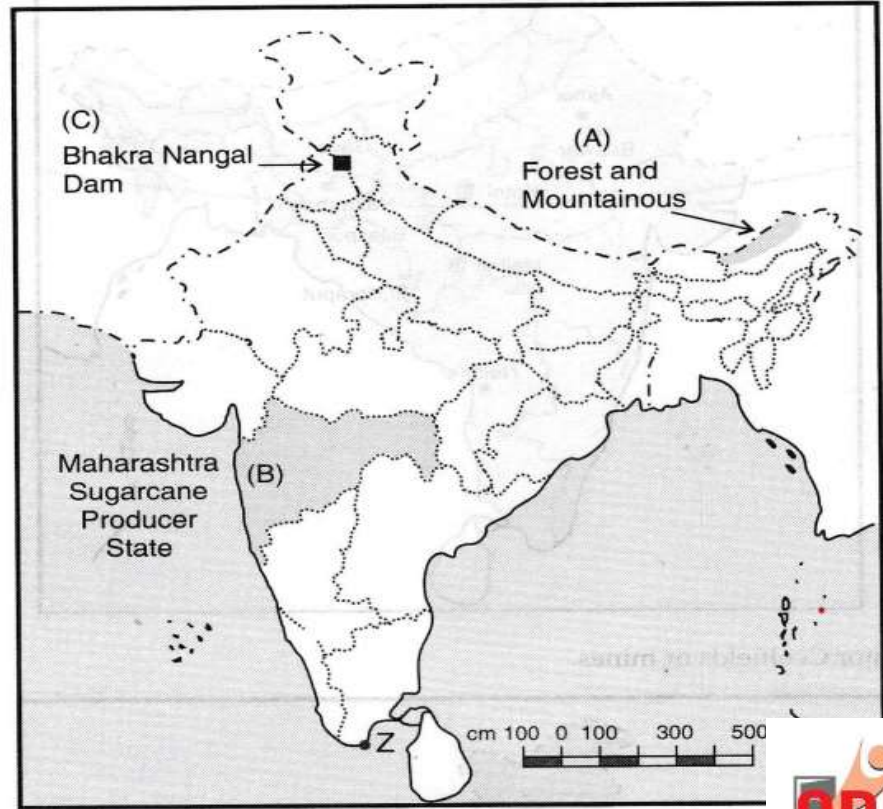 (C)
Bhakra Nangal
Dam
(A)
Forest and
Mountainous
(B)
Maharashtra
Sugarcane
Producer
State
Z
cm 100 0 100 300 500